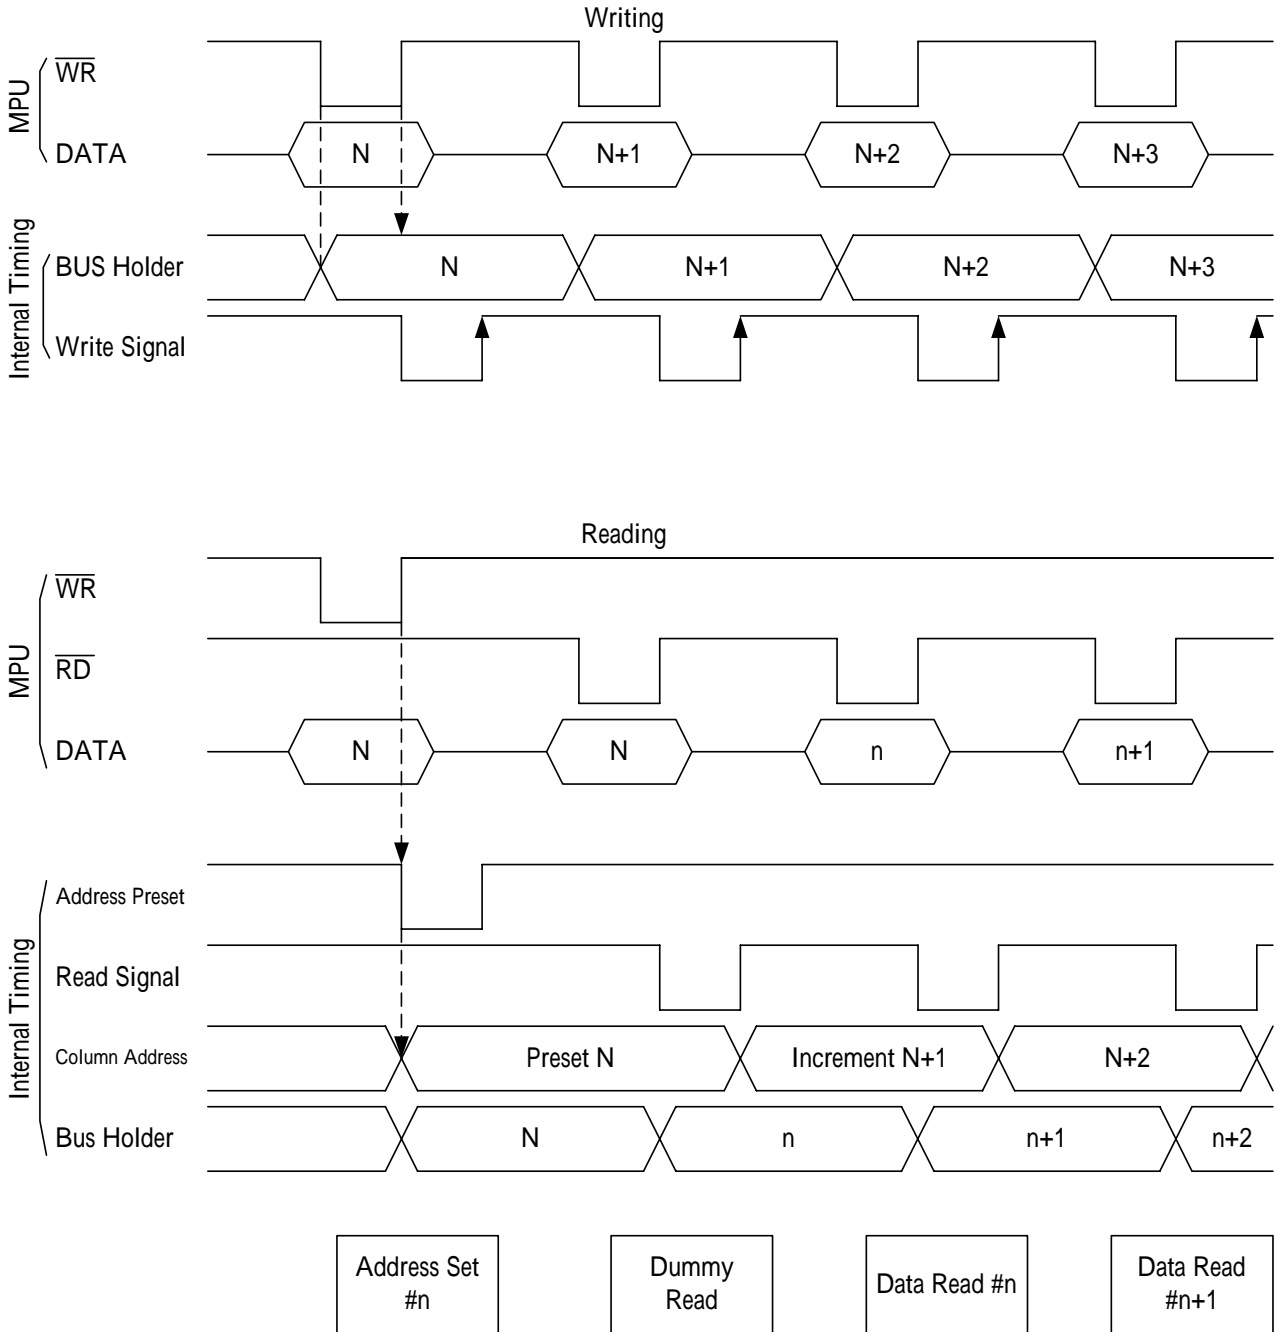 Writing
MPU
WR
DATA
N
N+1
N+2
N+3
Internal Timing
BUS Holder
N
N+1
N+2
N+3
Write Signal
Reading
MPU
WR
RD
DATA
N
N
n
n+1
Internal Timing
Address Preset
Read Signal
Column Address
Preset N
Increment N+1
N+2
Bus Holder
N
n
n+1
n+2
Address Set
#n
Dummy
Read
Data Read #n
Data Read
#n+1